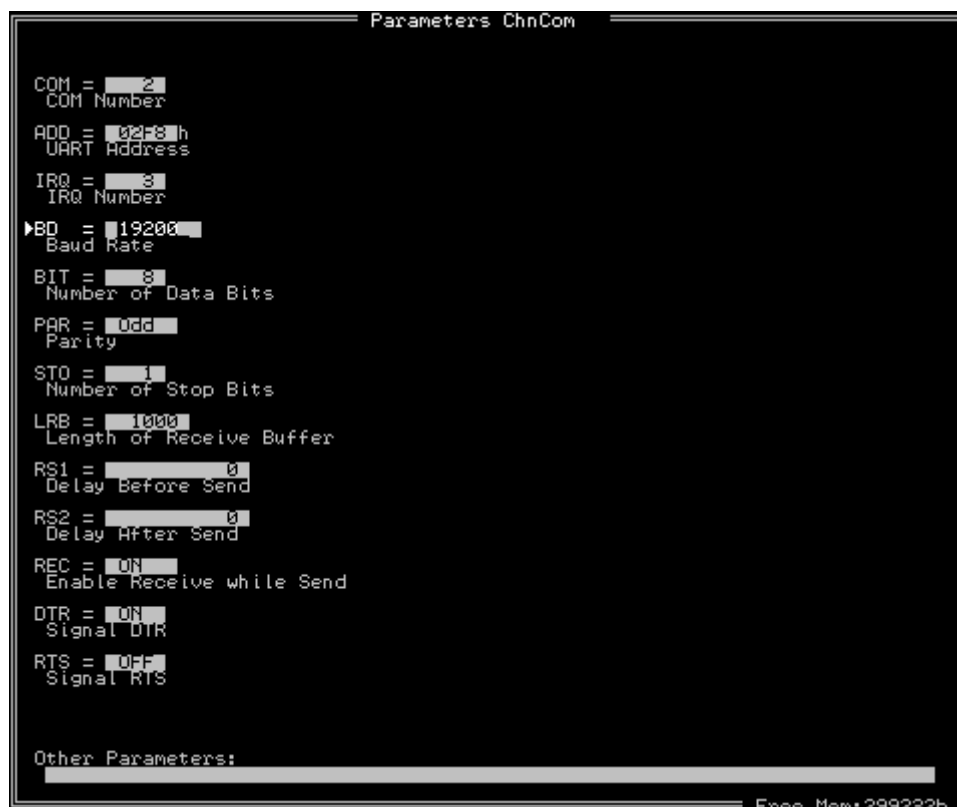 Parameters ChnCom
COM = 2
COM Number
ADD = 02F8 h
UART Address
IRQ = 3
IRQ Number
►BD = 19200
Baud Rate
BIT = 8
Number of Data Bits
PAR = Odd
Parity
STO = 1
Number of Stop Bits
LRB = 1000
Length of Receive Buffer
RS1 = 0
Delay Before Send
RS2 = 0
Delay After Send
REC = ON
Enable Receive while Send
DTR = ON
Signal DTR
RTS = OFF
Signal RTS
Other Parameters:
Free Mem: